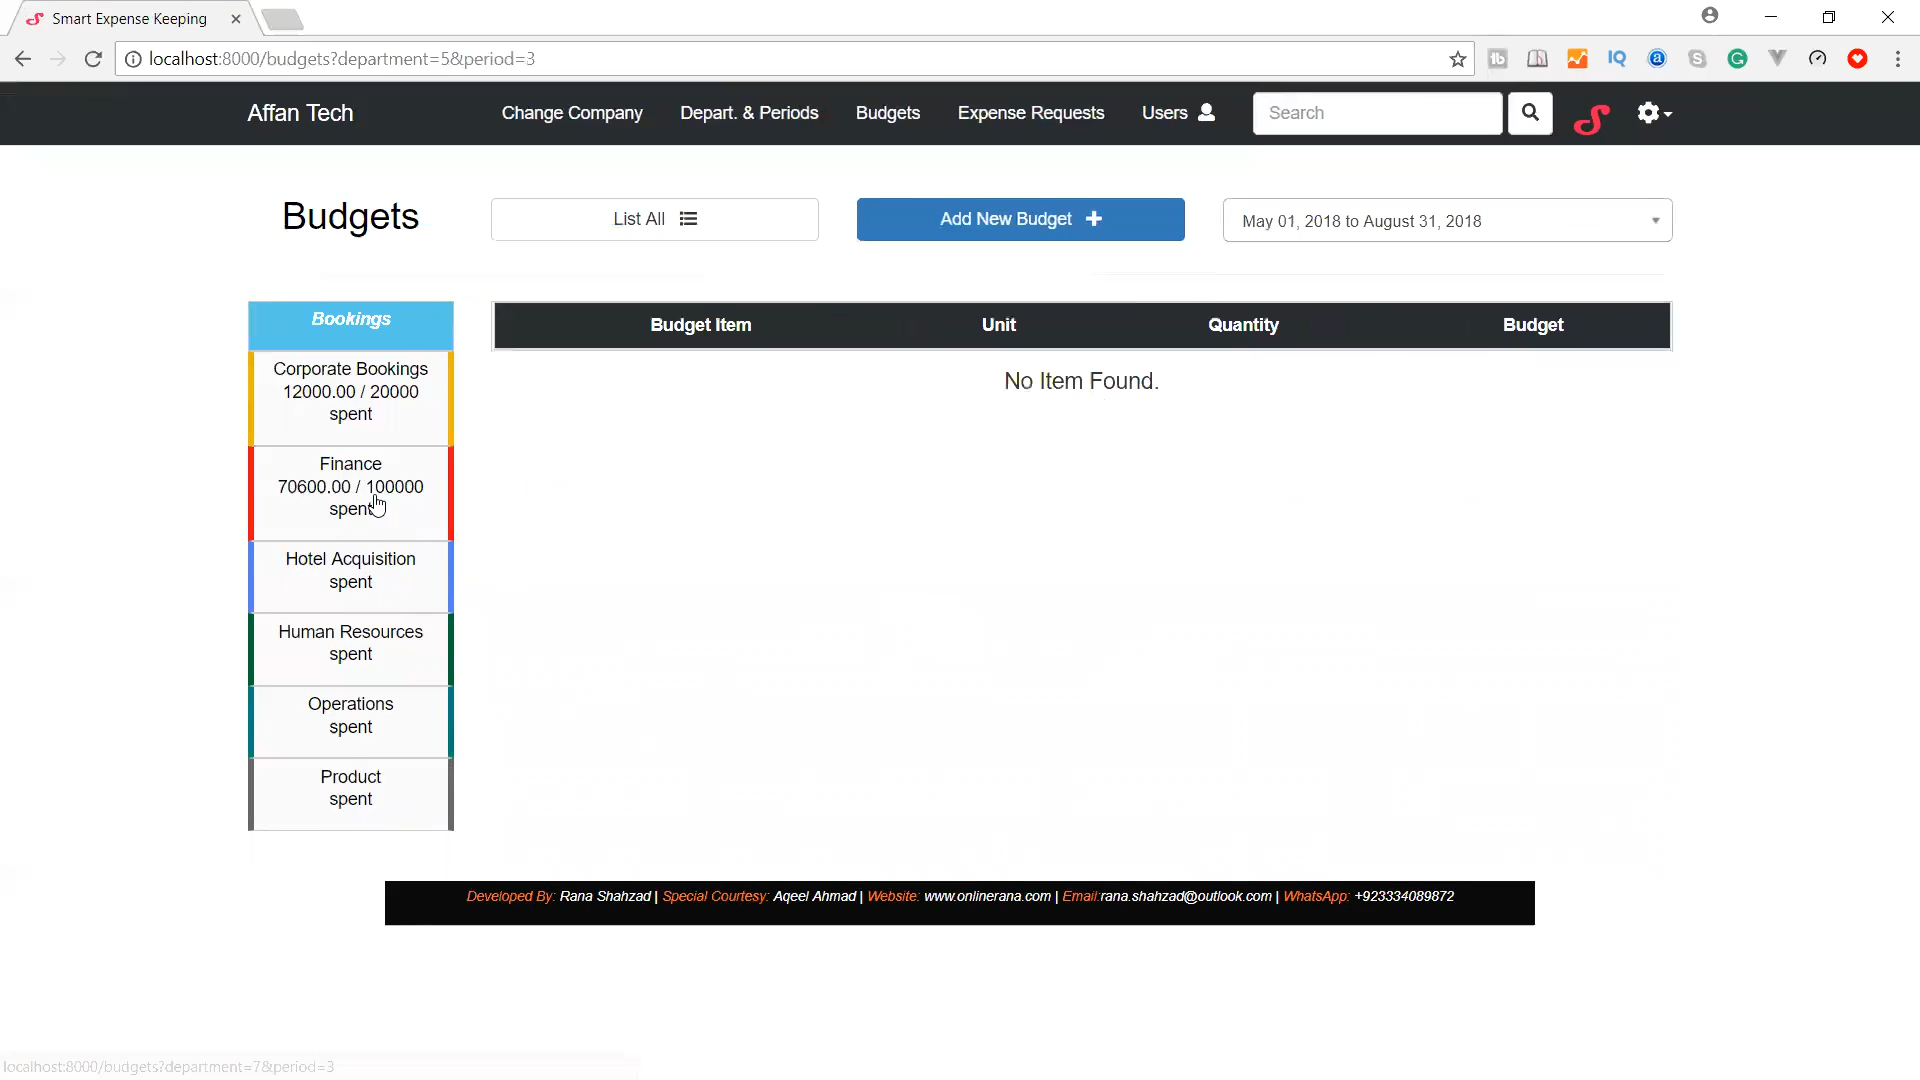 Smart Expense Keeping
localhost:8000/budgets?department=5&period=3
Affan Tech
Change Company
Depart. & Periods
Budgets
Expense Requests
Users
Search
Budgets
List All
Add New Budget
May 01, 2018 to August 31, 2018
Bookings
Corporate Bookings
12000.00 / 20000
spent
Finance
70600.00 / 100000
spent
Hotel Acquisition
spent
Human Resources
spent
Operations
spent
Product
spent
Budget Item Unit Quantity Budget
No Item Found.
Developed By: Rana Shahzad | Special Courtesy: Aqeel Ahmad | Website: www.onlinerana.com | Email:rana.shahzad@outlook.com | WhatsApp: +923334089872
localhost:8000/budgets?department=7&period=3